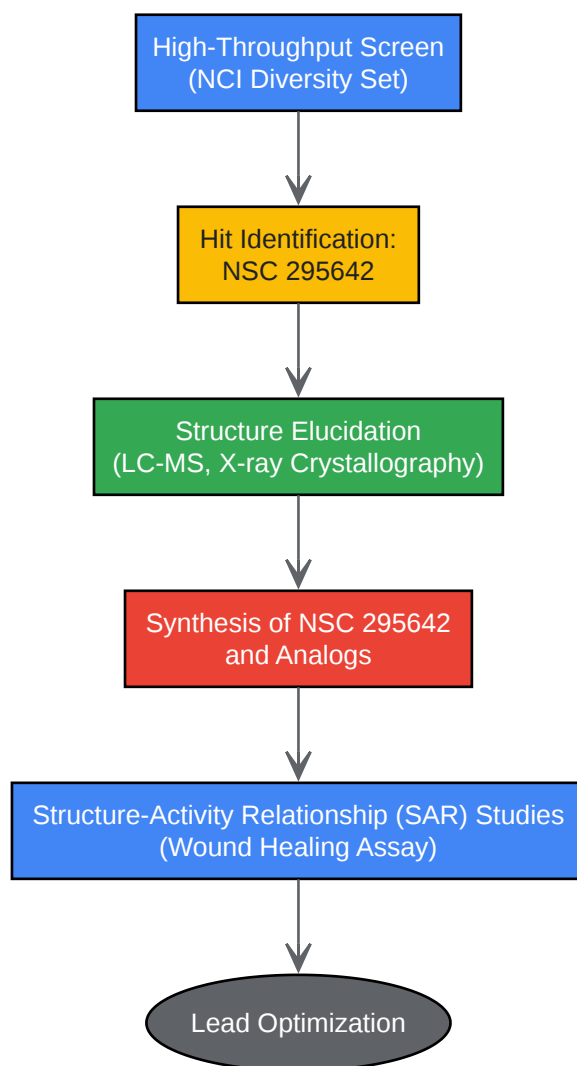 High-Throughput Screen
(NCI Diversity Set)
Hit Identification:
NSC 295642
Structure Elucidation
(LC-MS, X-ray Crystallography)
Synthesis of NSC 295642
and Analogs
Structure-Activity Relationship (SAR) Studies
(Wound Healing Assay)
Lead Optimization